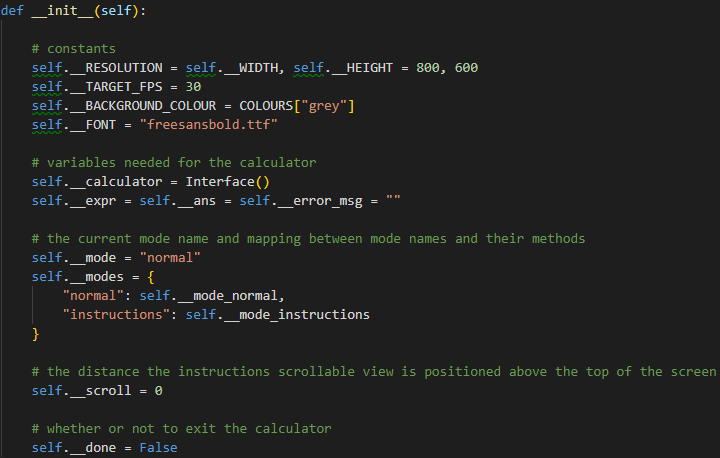 def __init__(self):
# constants
self.__RESOLUTION = self.__WIDTH, self.__HEIGHT = 800, 600
self.__TARGET_FPS = 30
self.__BACKGROUND_COLOUR = COLOURS["grey"]
self.__FONT = "freesansbold.ttf"
# variables needed for the calculator
self.__calculator = Interface()
self.__expr = self.__ans = self.__error_msg = ""
# the current mode name and mapping between mode names and their methods
self.__mode = "normal"
self.__modes = {
"normal": self.__mode_normal,
"instructions": self.__mode_instructions
}
# the distance the instructions scrollable view is positioned above the top of the screen
self.__scroll = 0
# whether or not to exit the calculator
self.__done = False